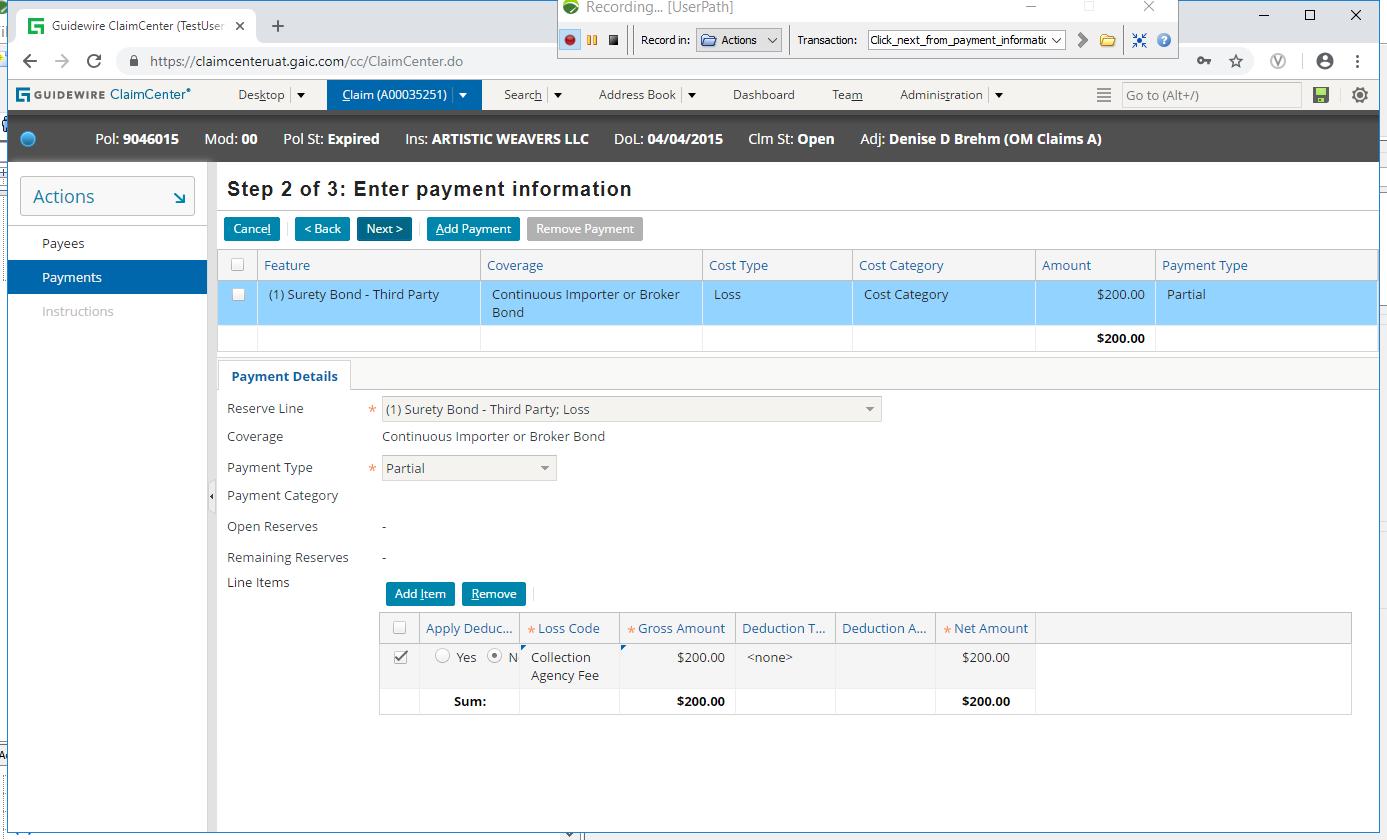 Recording... [UserPath]
Guidewire ClaimCenter (TestUser
Record in: Actions Transaction: Click_next_from_payment_informatic
https://claimcenteruat.gaic.com/cc/ClaimCenter.do
GUIDEWIRE ClaimCenter® Desktop Claim (A00035251) Search Address Book Dashboard Team Administration Go to (Alt+/)
Pol: 9046015 Mod: 00 Pol St: Expired Ins: ARTISTIC WEAVERS LLC DoL: 04/04/2015 Clm St: Open Adj: Denise D Brehm (OM Claims A)
Actions
Payees
Payments
Instructions
Step 2 of 3: Enter payment information
Cancel < Back Next > Add Payment Remove Payment
Feature Coverage Cost Type Cost Category Amount Payment Type
(1) Surety Bond - Third Party Continuous Importer or Broker Bond Loss Cost Category $200.00 Partial
$200.00
Payment Details
Reserve Line * (1) Surety Bond - Third Party; Loss
Coverage Continuous Importer or Broker Bond
Payment Type * Partial
Payment Category
Open Reserves -
Remaining Reserves -
Line Items
Add Item Remove
Apply Deduc... * Loss Code * Gross Amount Deduction T... Deduction A... * Net Amount
Yes N Collection Agency Fee $200.00 <none> $200.00
Sum: $200.00 $200.00